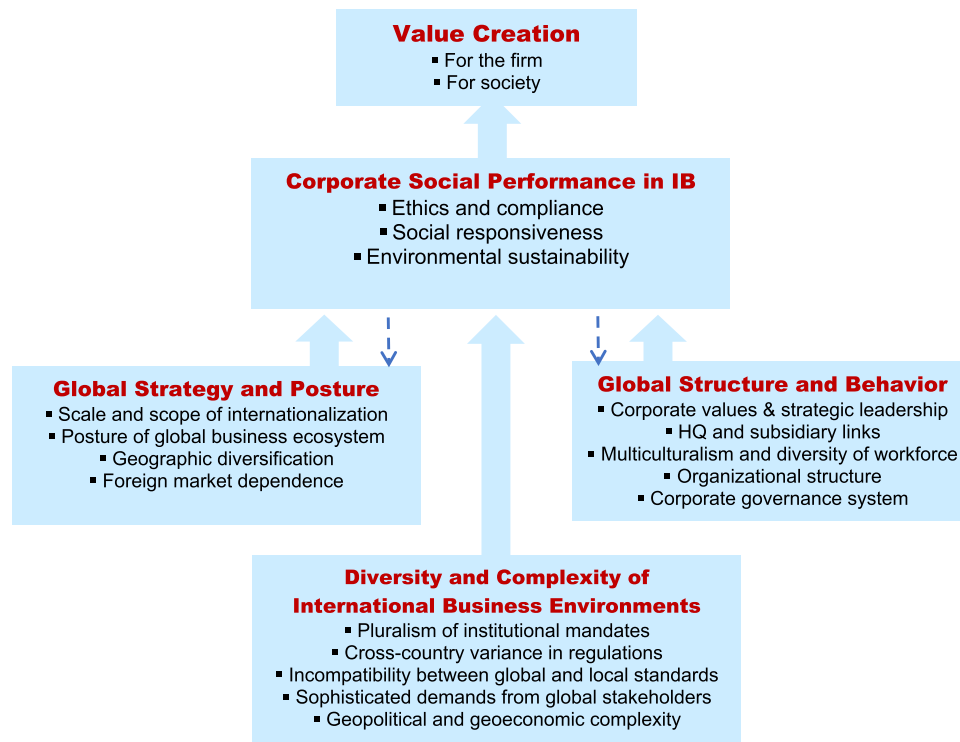 Value Creation
▪ For the firm
▪ For society
Corporate Social Performance in IB
▪ Ethics and compliance
▪ Social responsiveness
▪ Environmental sustainability
Global Strategy and Posture
▪ Scale and scope of internationalization
▪ Posture of global business ecosystem
▪ Geographic diversification
▪ Foreign market dependence
Global Structure and Behavior
▪ Corporate values & strategic leadership
▪ HQ and subsidiary links
▪ Multiculturalism and diversity of workforce
▪ Organizational structure
▪ Corporate governance system
Diversity and Complexity of
International Business Environments
▪ Pluralism of institutional mandates
▪ Cross-country variance in regulations
▪ Incompatibility between global and local standards
▪ Sophisticated demands from global stakeholders
▪ Geopolitical and geoeconomic complexity